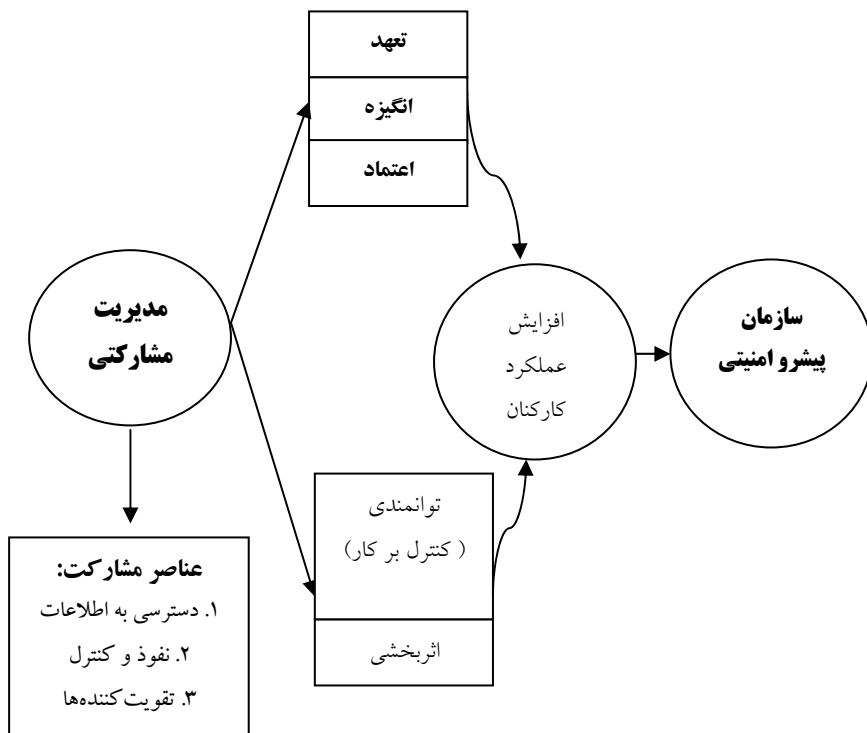 تعهد
انگیزه
اعتماد
مدیریت
مشارکتی
افزایش
عملکرد
کارکنان
سازمان
پیشرو امنیتی
توانمندی
( کنترل بر کار)
اثربخشی
عناصر مشارکت:
۱. دسترسی به اطلاعات
۲. نفوذ و کنترل
۳. تقویت‌کننده‌ها